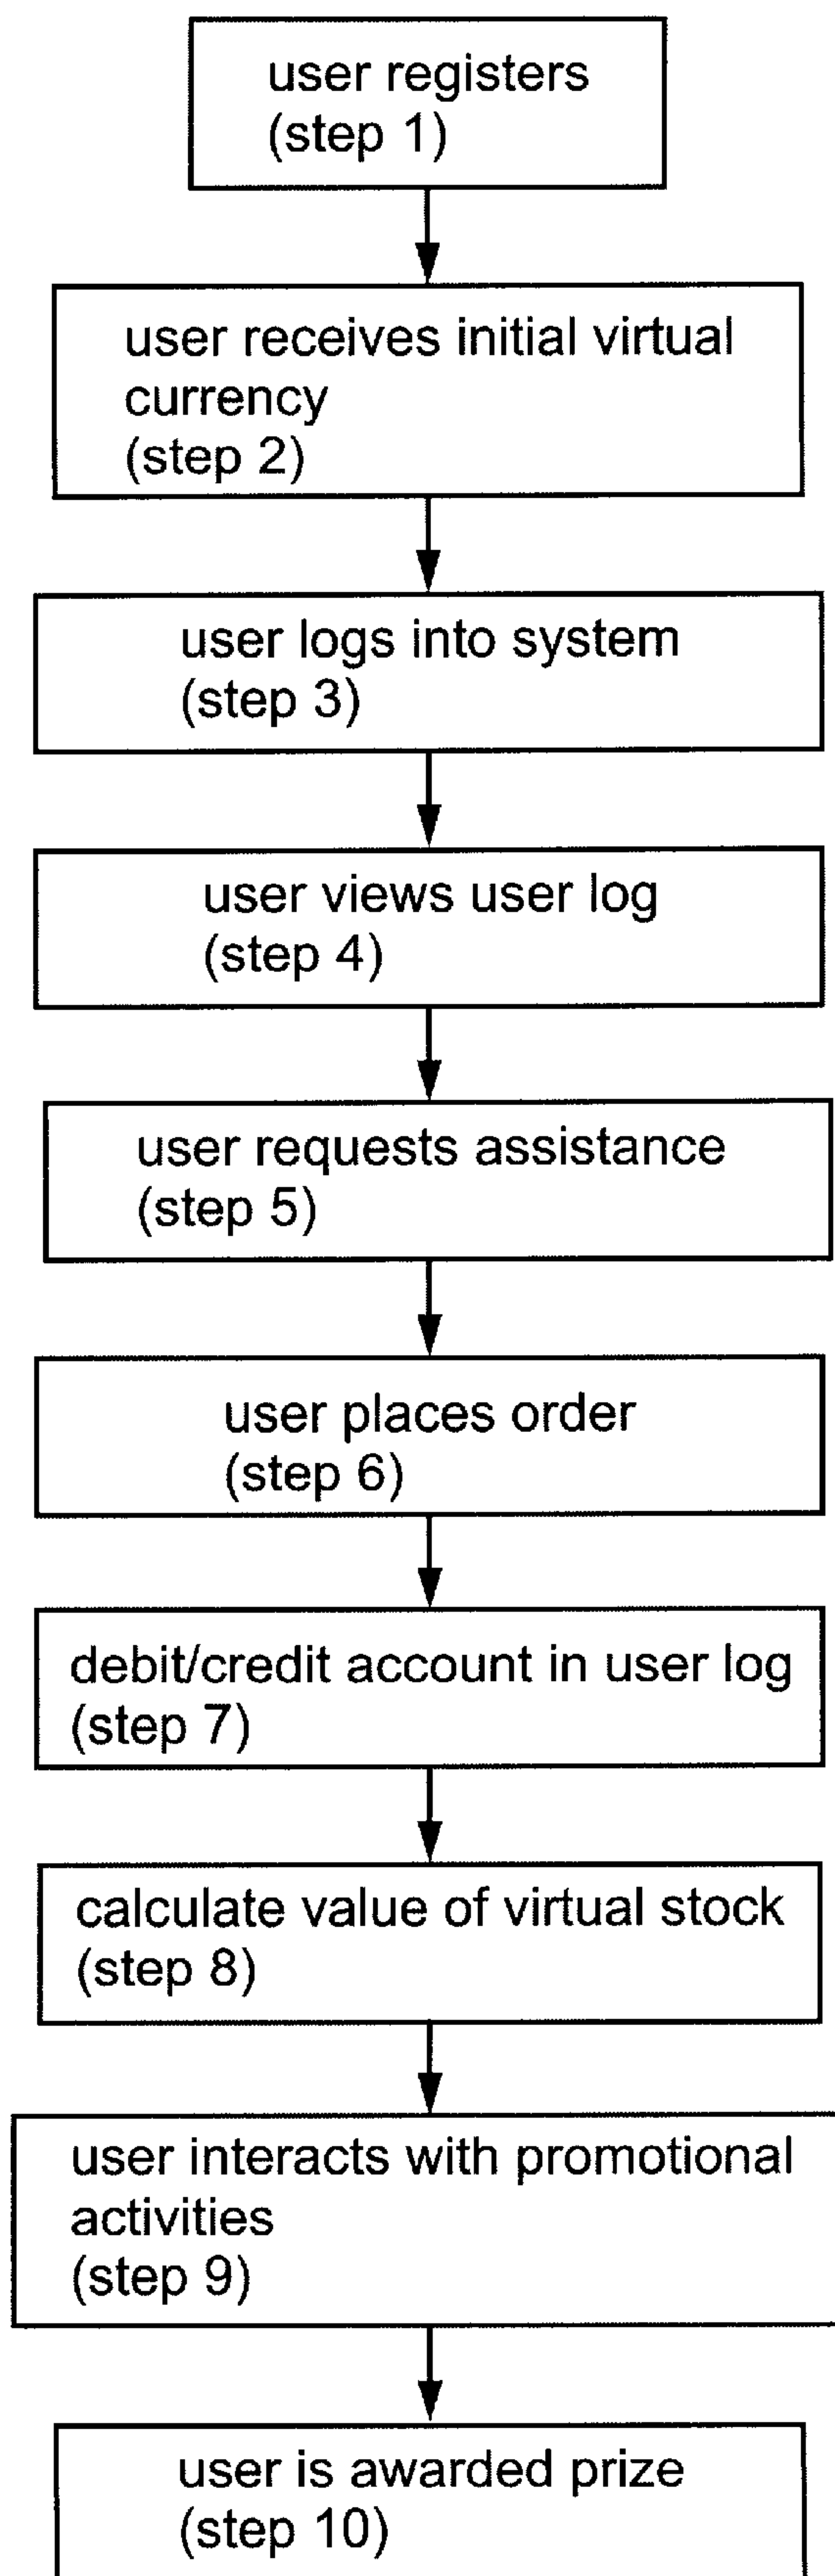 user registers
(step 1)
user receives initial virtual
currency
(step 2)
user logs into system
(step 3)
user views user log
(step 4)
user requests assistance
(step 5)
user places order
(step 6)
debit/credit account in user log
(step 7)
calculate value of virtual stock
(step 8)
user interacts with promotional
activities
(step 9)
user is awarded prize
(step 10)